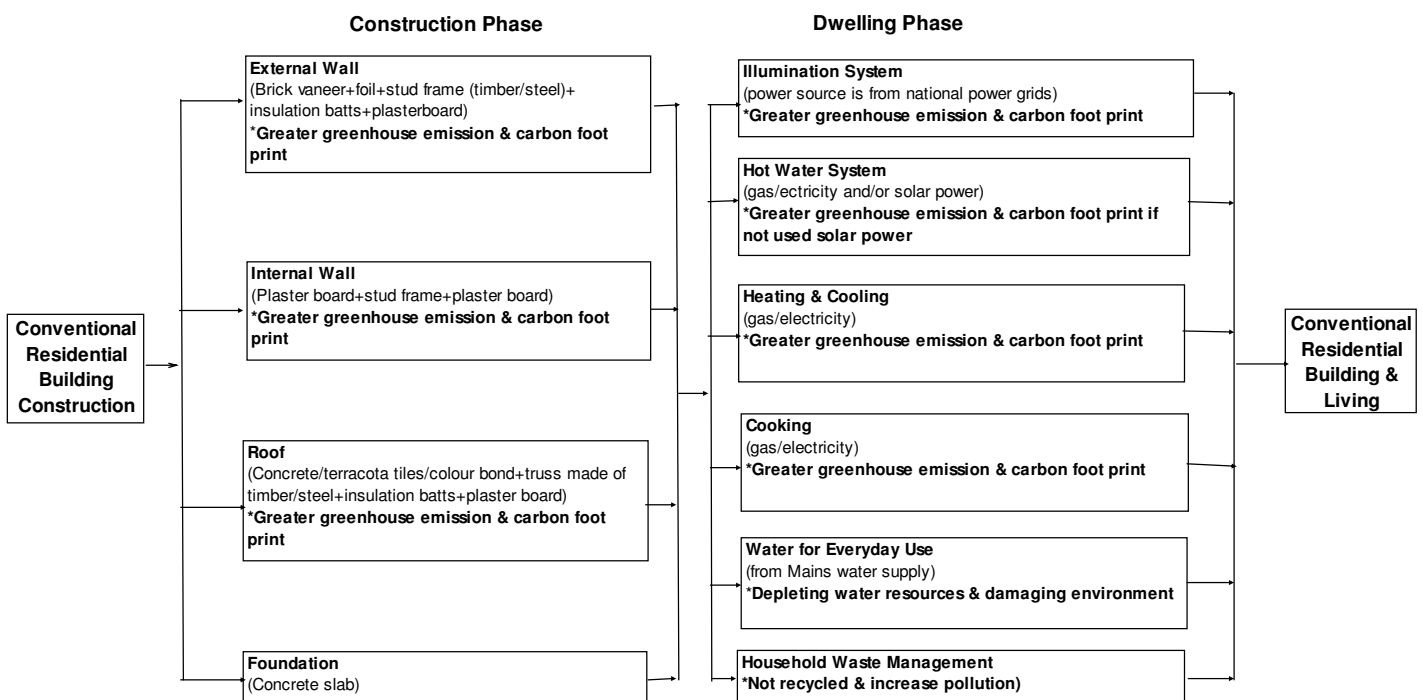 Construction Phase
Dwelling Phase
Conventional
Residential
Building
Construction
External Wall
(Brick vaneer+foil+stud frame (timber/steel)+
insulation batts+plasterboard)
*Greater greenhouse emission & carbon foot
print
Internal Wall
(Plaster board+stud frame+plaster board)
*Greater greenhouse emission & carbon foot
print
Roof
(Concrete/terracota tiles/colour bond+truss made of
timber/steel+insulation batts+plaster board)
*Greater greenhouse emission & carbon foot
print
Foundation
(Concrete slab)
Illumination System
(power source is from national power grids)
*Greater greenhouse emission & carbon foot print
Hot Water System
(gas/ectricity and/or solar power)
*Greater greenhouse emission & carbon foot print if
not used solar power
Heating & Cooling
(gas/electricity)
*Greater greenhouse emission & carbon foot print
Cooking
(gas/electricity)
*Greater greenhouse emission & carbon foot print
Water for Everyday Use
(from Mains water supply)
*Depleting water resources & damaging environment
Household Waste Management
*Not recycled & increase pollution)
Conventional
Residential
Building &
Living